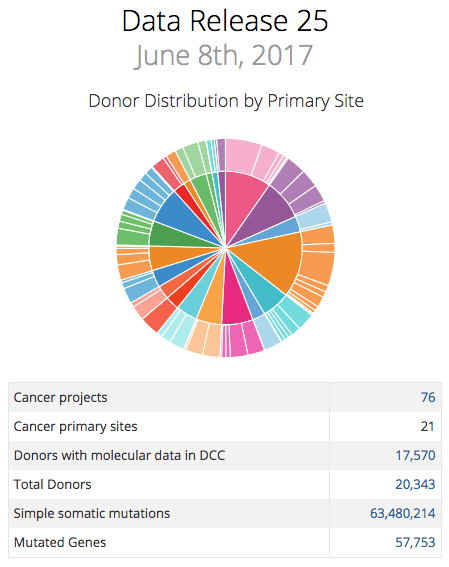 Data Release 25
June 8th, 2017
Donor Distribution by Primary Site
Cancer projects 76
Cancer primary sites 21
Donors with molecular data in DCC 17,570
Total Donors 20,343
Simple somatic mutations 63,480,214
Mutated Genes 57,753